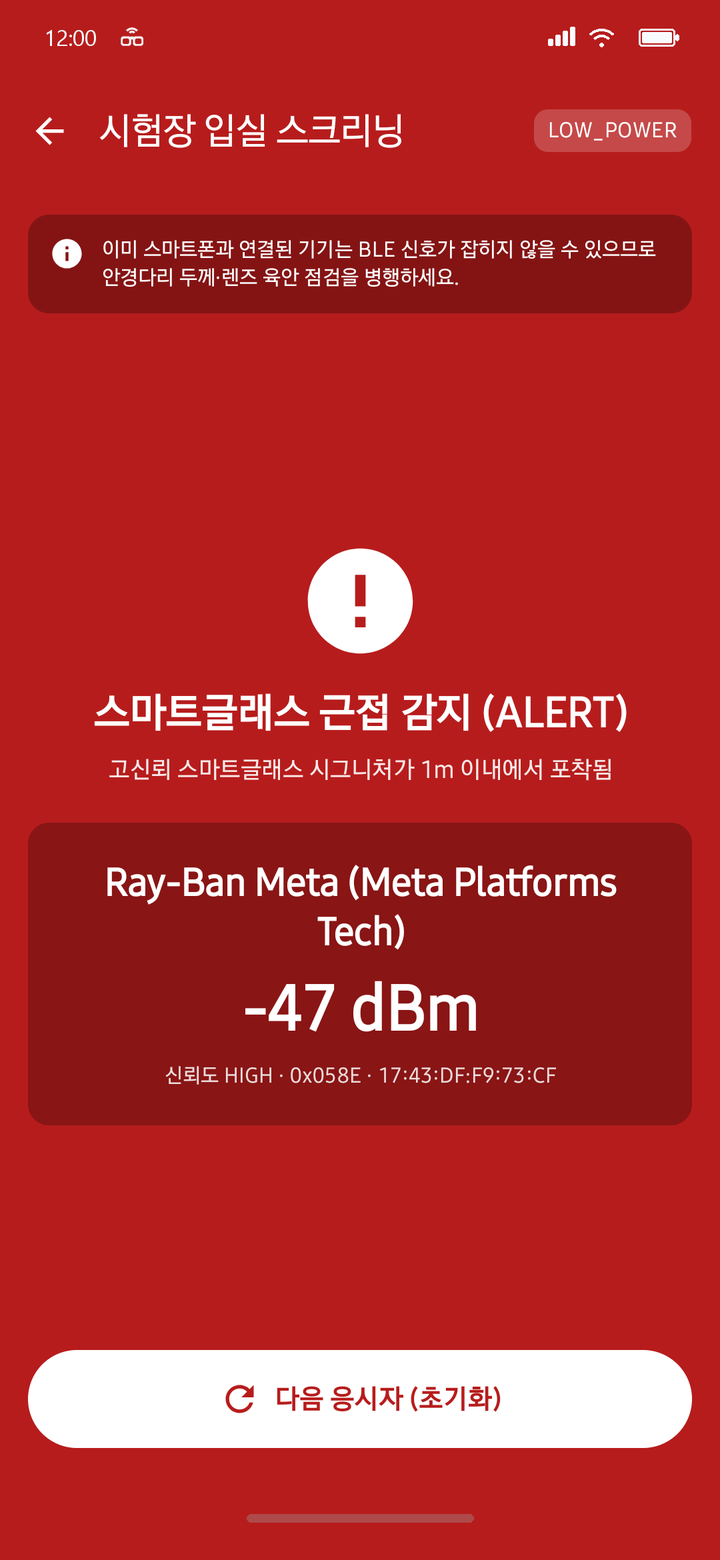 12:00
시험장 입실 스크리닝
LOW_POWER
이미 스마트폰과 연결된 기기는 BLE 신호가 잡히지 않을 수 있으므로
안경다리 두께·렌즈 육안 점검을 병행하세요.
스마트글래스 근접 감지 (ALERT)
고신뢰 스마트글래스 시그니처가 1m 이내에서 포착됨
Ray-Ban Meta (Meta Platforms
Tech)
-47 dBm
신뢰도 HIGH · 0x058E · 17:43:DF:F9:73:CF
다음 응시자 (초기화)